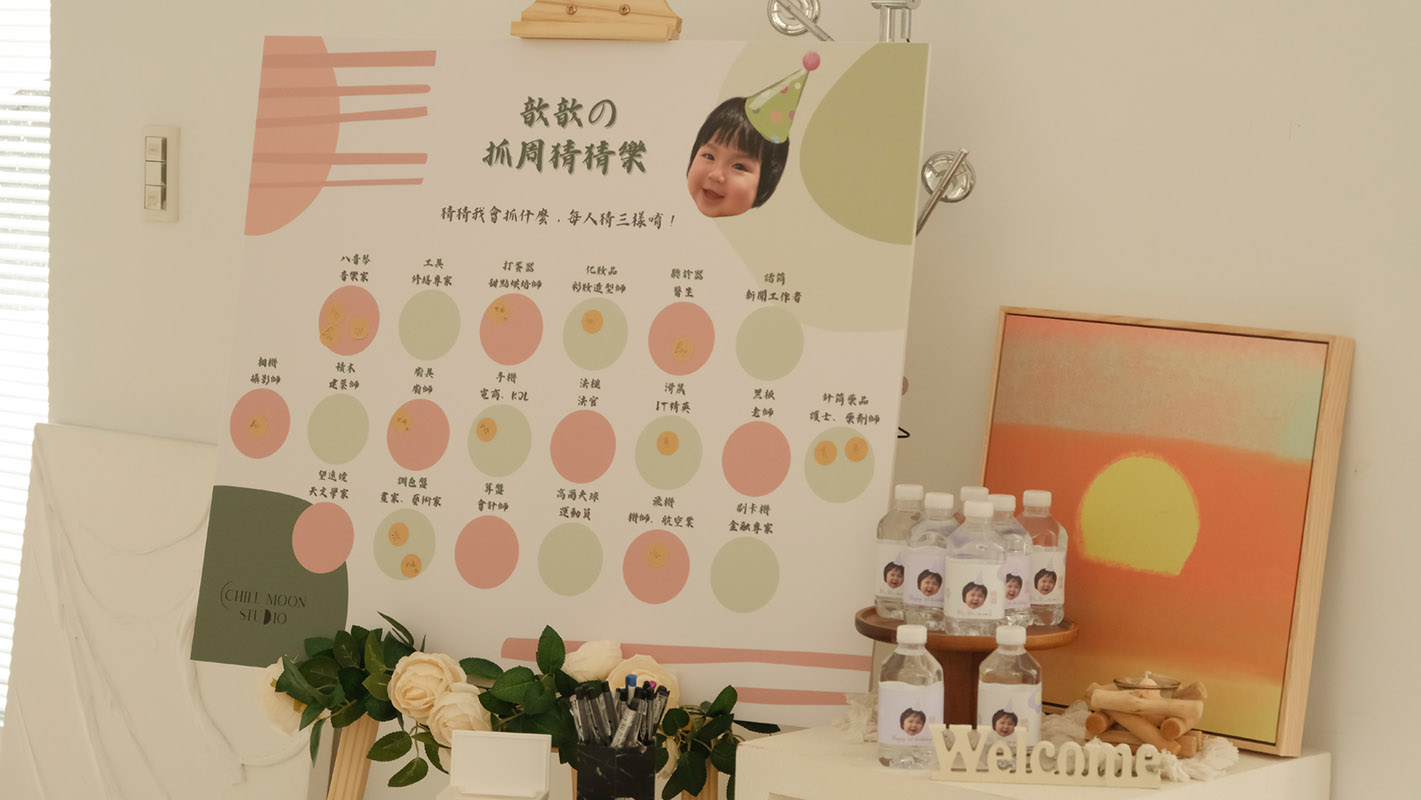 歆歆の
抓周猜猜樂
猜猜我會抓什麼，每人猜三樣唷！
八音琴
音樂家
工具
修繕專家
打蛋器
甜點烘焙師
化妝品
彩妝造型師
聽診器
醫生
話筒
新聞工作者
相機
攝影師
積木
建築師
廚具
廚師
手機
電商、KOL
法槌
法官
滑鼠
IT精英
黑板
老師
針筒藥品
護士、藥劑師
望遠鏡
天文學家
調色盤
畫家、藝術家
算盤
會計師
高爾夫球
運動員
飛機
機師、航空業
刷卡機
金融專家
CHILL MOON
STUDIO
Welcome